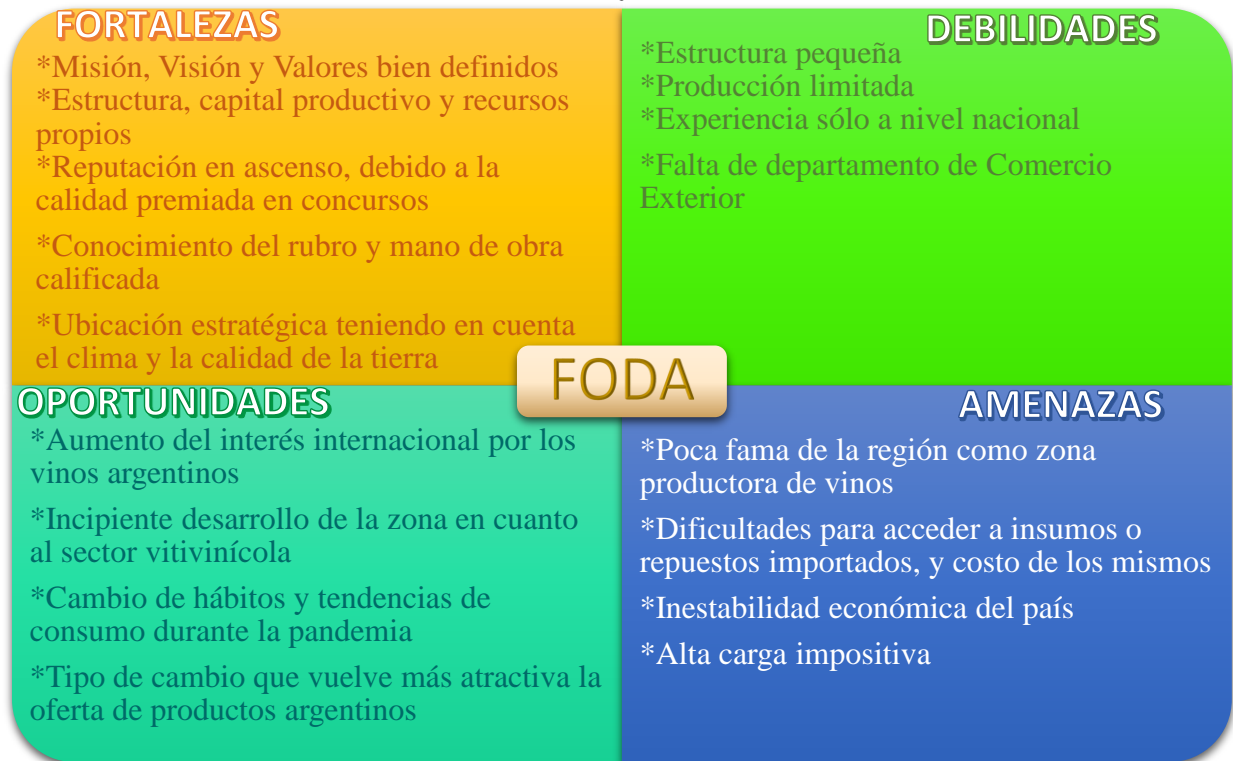 FORTALEZAS
*Misión, Visión y Valores bien definidos
*Estructura, capital productivo y recursos
propios
*Reputación en ascenso, debido a la
calidad premiada en concursos
*Conocimiento del rubro y mano de obra
calificada
*Ubicación estratégica teniendo en cuenta
el clima y la calidad de la tierra
DEBILIDADES
*Estructura pequeña
*Producción limitada
*Experiencia sólo a nivel nacional
*Falta de departamento de Comercio
Exterior
FODA
OPORTUNIDADES
*Aumento del interés internacional por los
vinos argentinos
*Incipiente desarrollo de la zona en cuanto
al sector vitivinícola
*Cambio de hábitos y tendencias de
consumo durante la pandemia
*Tipo de cambio que vuelve más atractiva la
oferta de productos argentinos
AMENAZAS
*Poca fama de la región como zona
productora de vinos
*Dificultades para acceder a insumos o
repuestos importados, y costo de los mismos
*Inestabilidad económica del país
*Alta carga impositiva